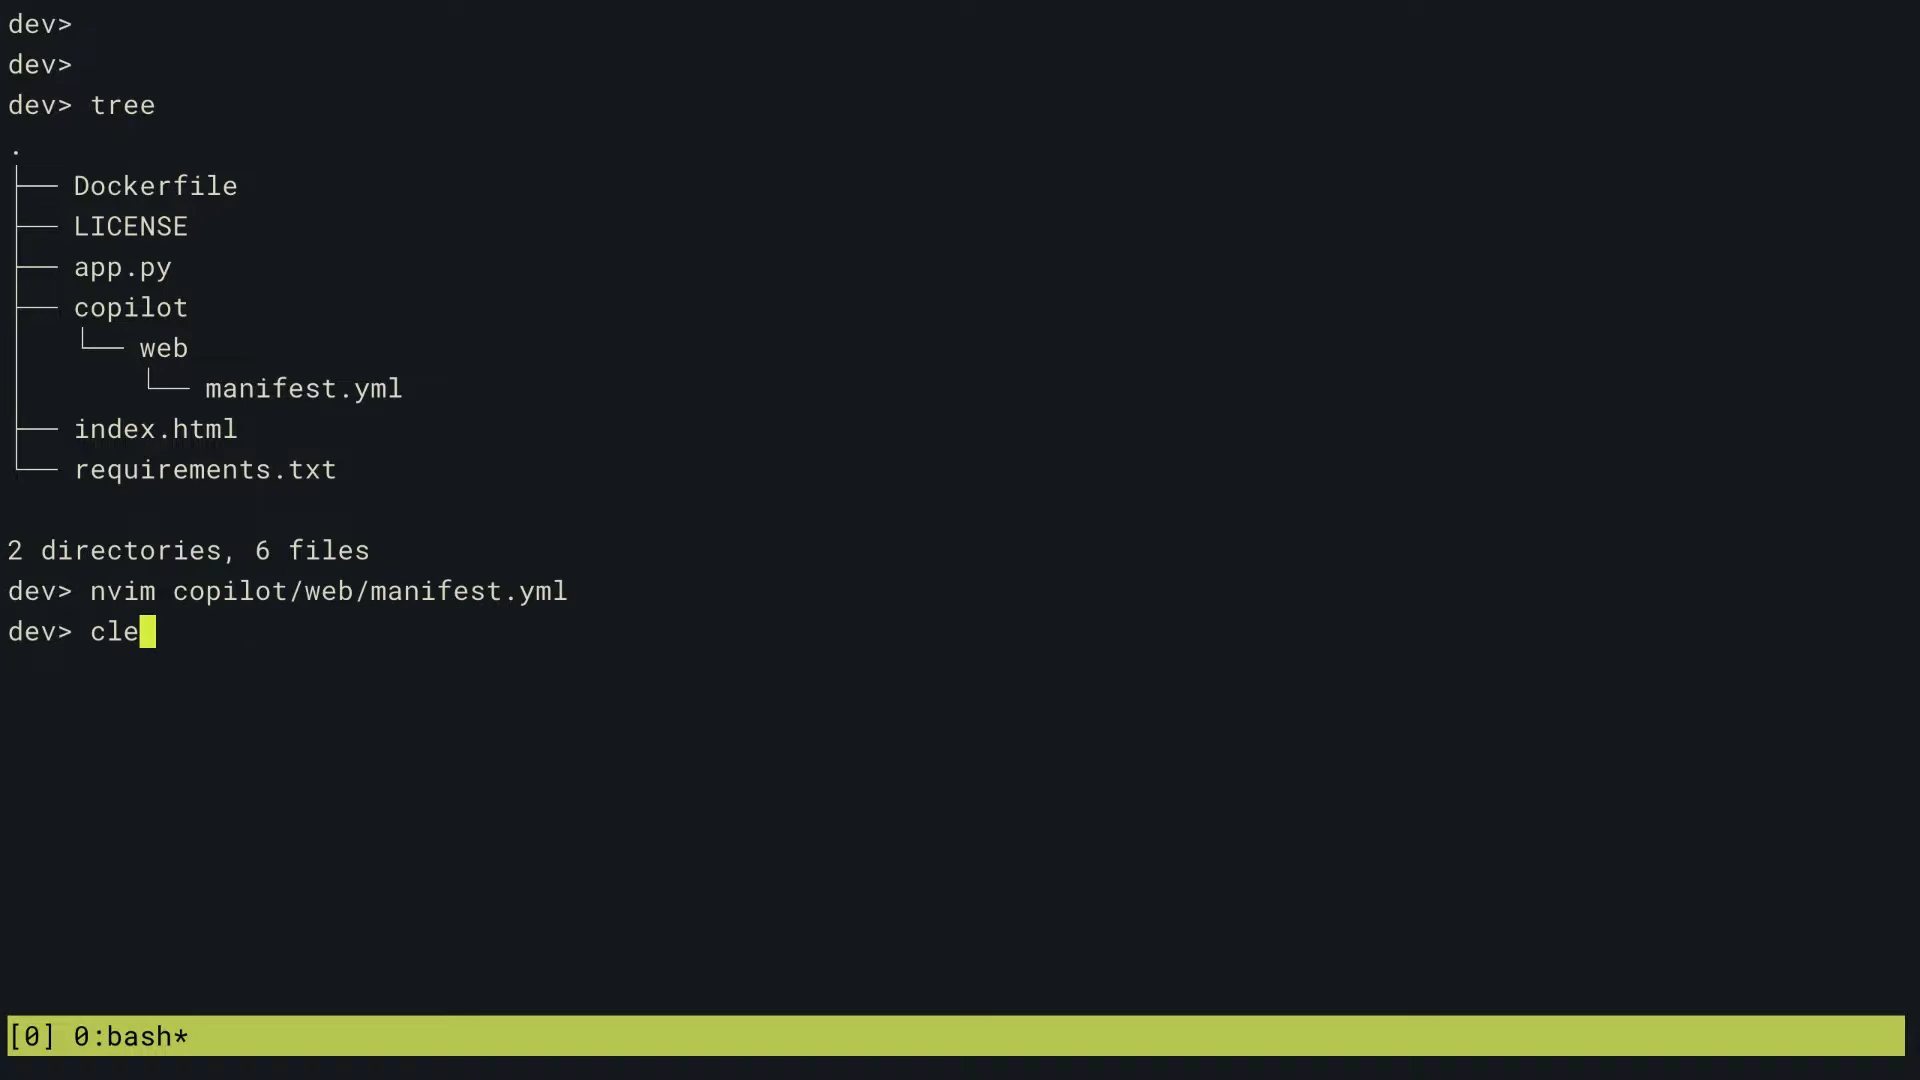 dev>
dev>
dev> tree
.
├── Dockerfile
├── LICENSE
├── app.py
├── copilot
│   └── web
│       └── manifest.yml
├── index.html
└── requirements.txt
2 directories, 6 files
dev> nvim copilot/web/manifest.yml
dev> cle
[0] 0:bash*